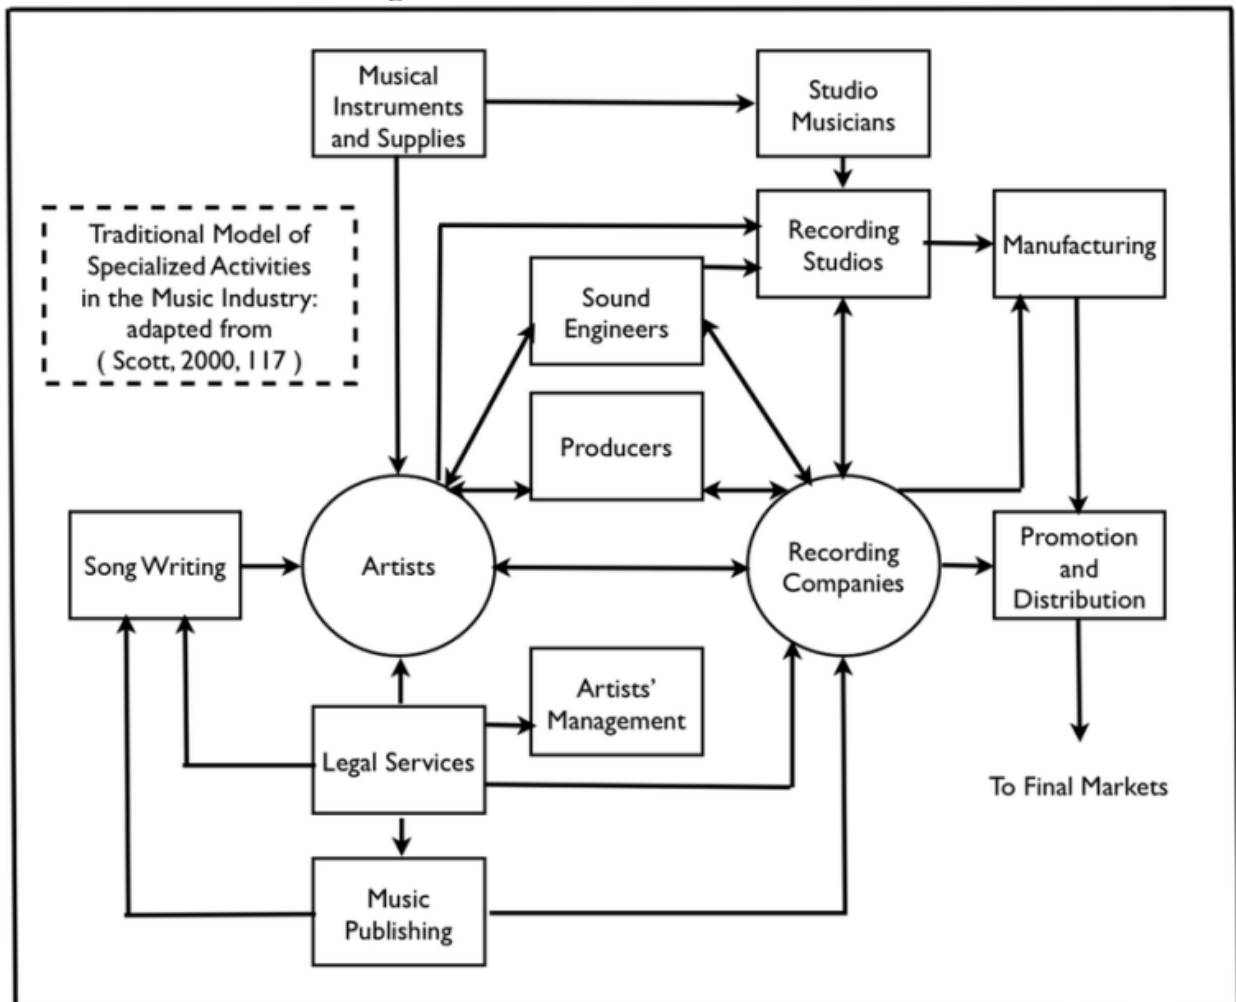 Musical
Instruments
and Supplies
Studio
Musicians
Traditional Model of
Specialized Activities
in the Music Industry:
adapted from
( Scott, 2000, 117 )
Recording
Studios
Manufacturing
Sound
Engineers
Producers
Song Writing
Artists
Recording
Companies
Promotion
and
Distribution
Artists’
Management
Legal Services
To Final Markets
Music
Publishing